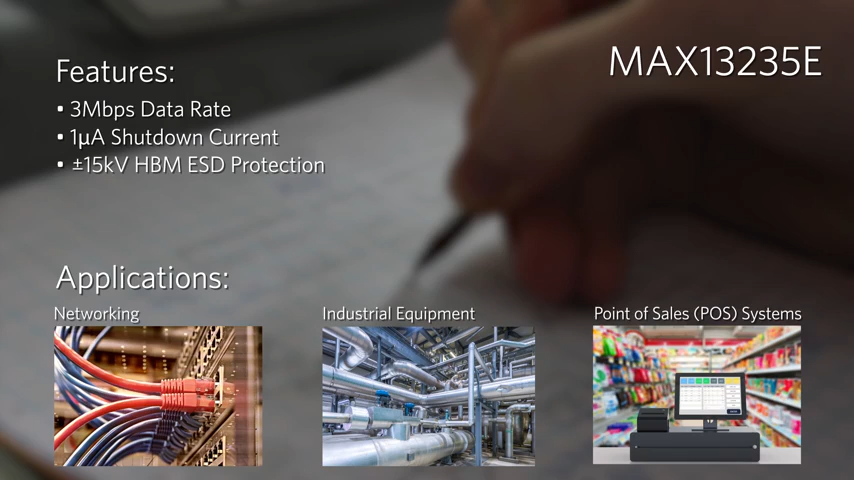 MAX13235E
Features:
• 3Mbps Data Rate
• 1µA Shutdown Current
• ±15kV HBM ESD Protection
Applications:
Networking
Industrial Equipment
Point of Sales (POS) Systems